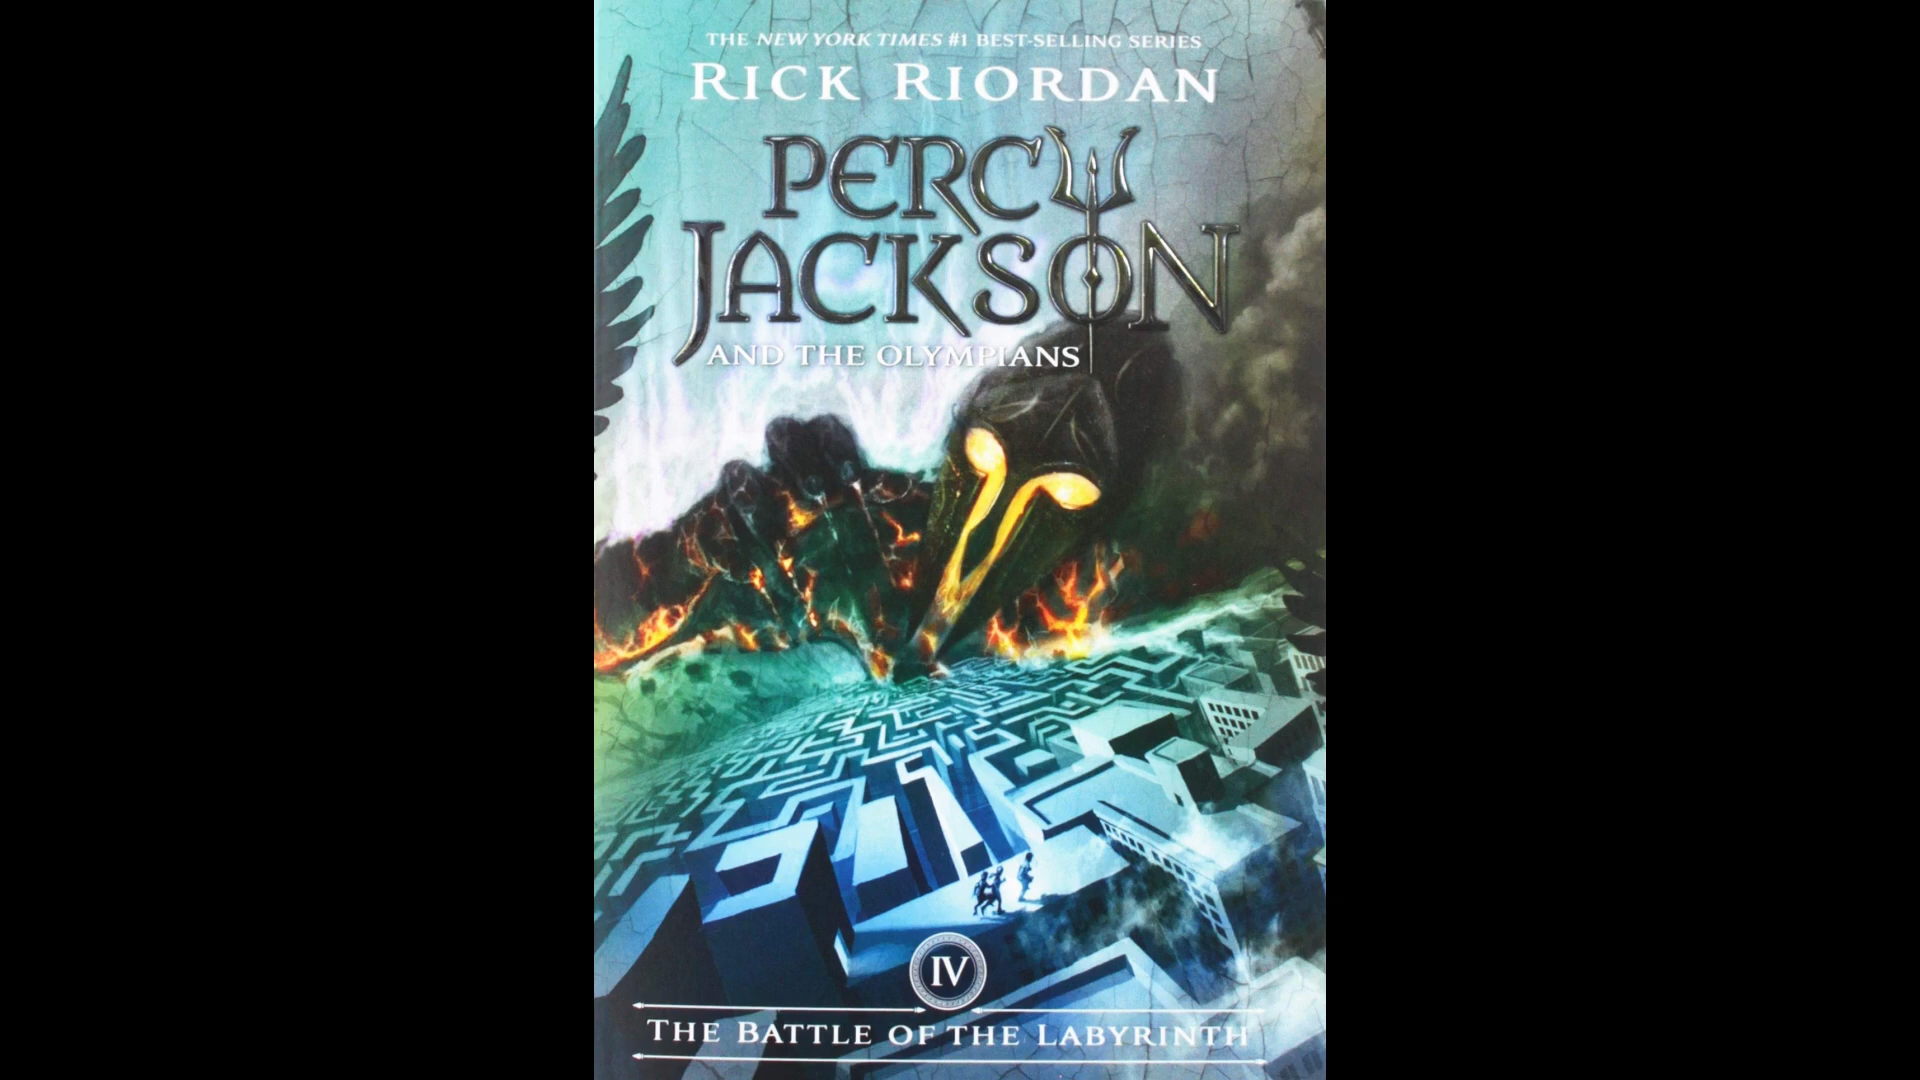 THE NEW YORK TIMES #1 BEST-SELLING SERIES
RICK RIORDAN
PERCY
JACKSON
AND THE OLYMPIANS
IV
THE BATTLE OF THE LABYRINTH